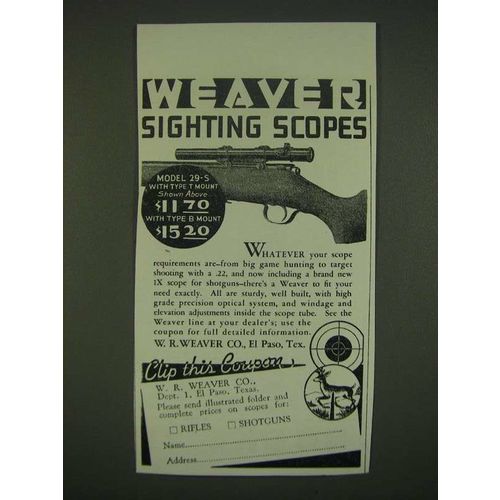 WEAVER
SIGHTING SCOPES
MODEL 29-S
WITH TYPE T MOUNT
Shown Above
$11 70
WITH TYPE B MOUNT
$15 20
WHATEVER your scope
requirements are—from big game hunting to target
shooting with a .22, and now including a brand new
1X scope for shotguns—there's a Weaver to fit your
need exactly. All are sturdy, well built, with high
grade precision optical system, and windage and
elevation adjustments inside the scope tube. See the
Weaver line at your dealer's; use the
coupon for full detailed information.
W. R. WEAVER CO., El Paso, Tex.
Clip this Coupon
W. R. WEAVER CO.,
Dept. 1, El Paso, Texas.
Please send illustrated folder and
complete prices on scopes for:
□ RIFLES □ SHOTGUNS
Name
Address